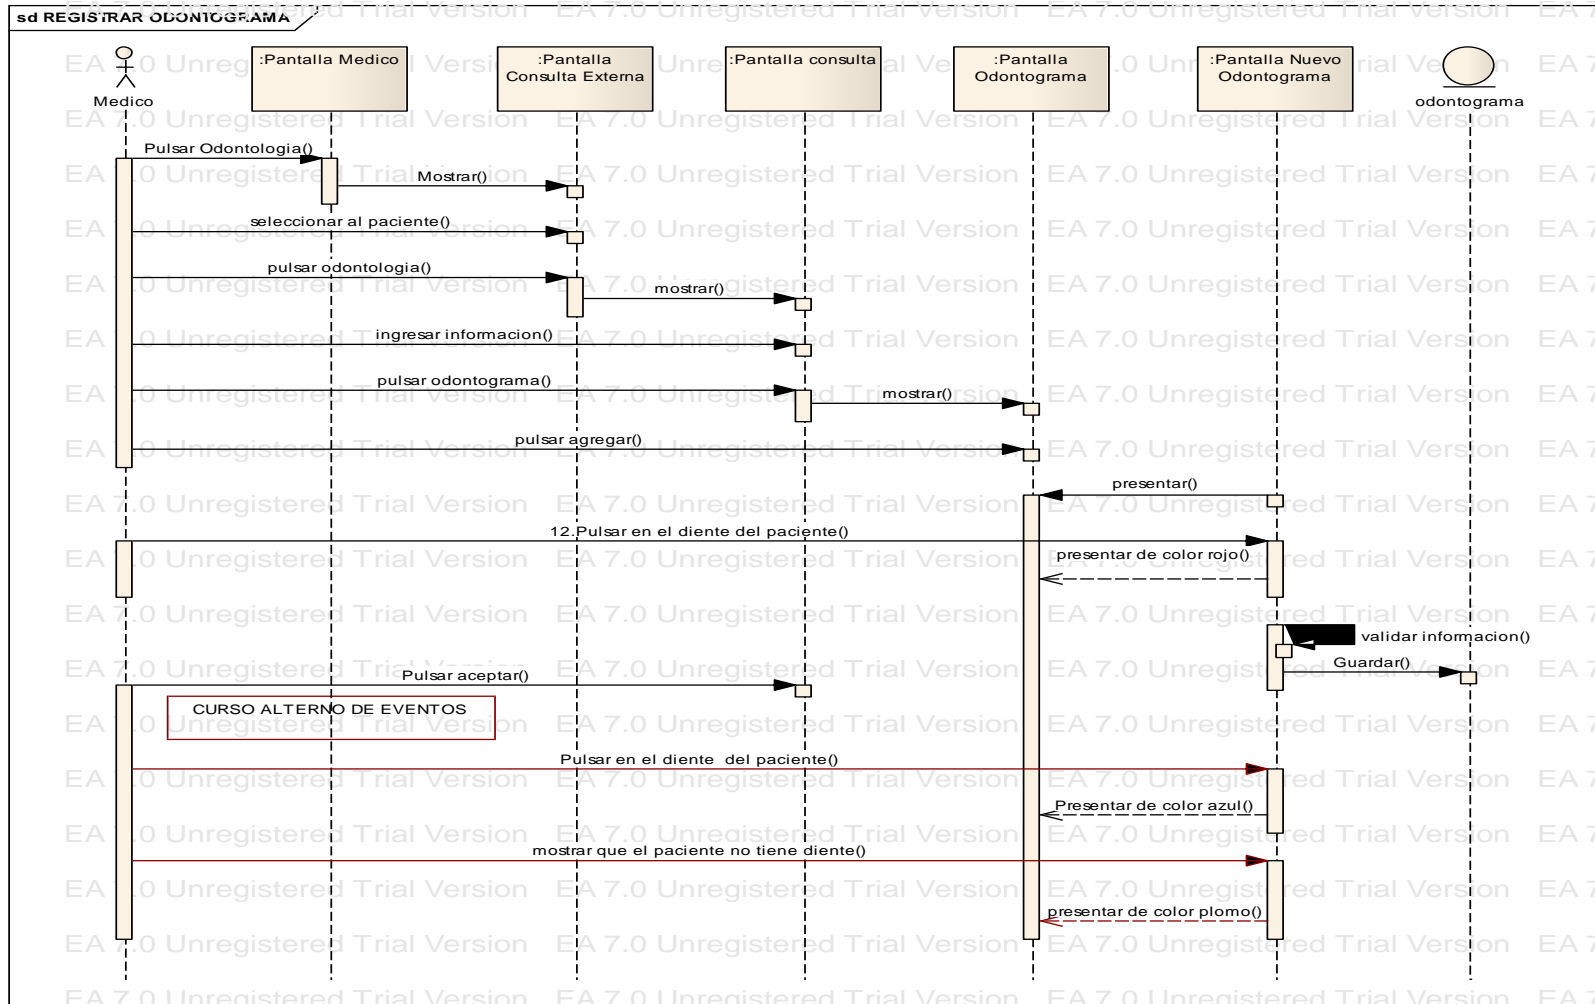 sd REGISTRAR ODONTOGRAMA
Medico
:Pantalla Medico
:Pantalla
Consulta Externa
:Pantalla consulta
:Pantalla
Odontograma
:Pantalla Nuevo
Odontograma
odontograma
Pulsar Odontologia()
Mostrar()
seleccionar al paciente()
pulsar odontologia()
mostrar()
ingresar informacion()
pulsar odontograma()
mostrar()
pulsar agregar()
presentar()
12.Pulsar en el diente del paciente()
presentar de color rojo()
validar informacion()
Guardar()
Pulsar aceptar()
CURSO ALTERNO DE EVENTOS
Pulsar en el diente  del paciente()
Presentar de color azul()
mostrar que el paciente no tiene diente()
presentar de color plomo()
EA 7.0 Unregistered Trial Version